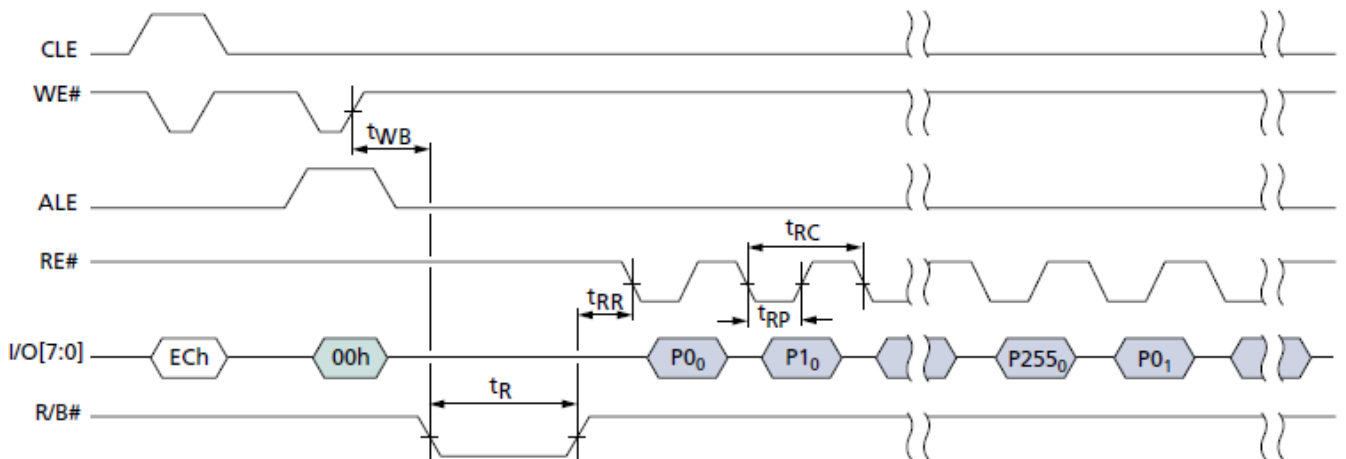 CLE
WE#
tWB
ALE
tRC
RE#
tRR
tRP
I/O[7:0] ECh 00h P0₀ P1₀ P255₀ P0₁
tR
R/B#